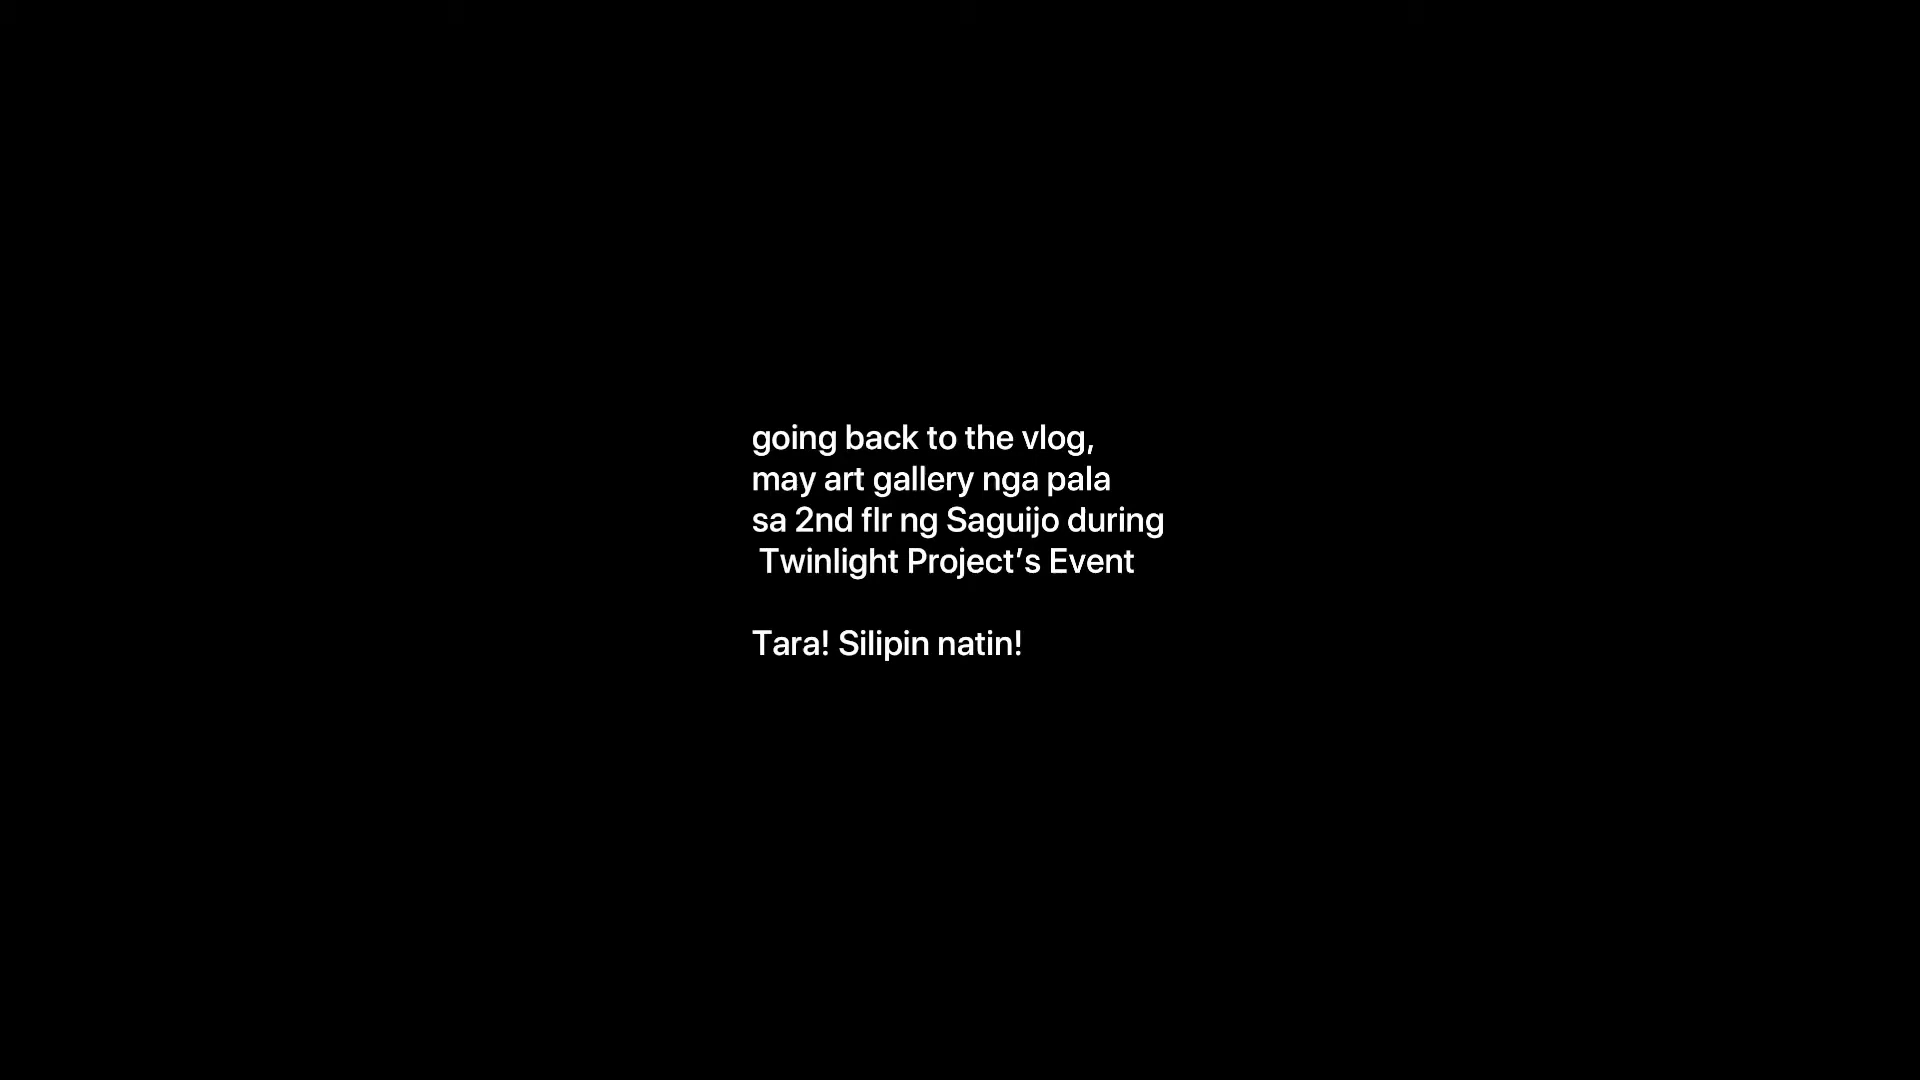 going back to the vlog,
may art gallery nga pala
sa 2nd flr ng Saguijo during
Twinlight Project’s Event
Tara! Silipin natin!